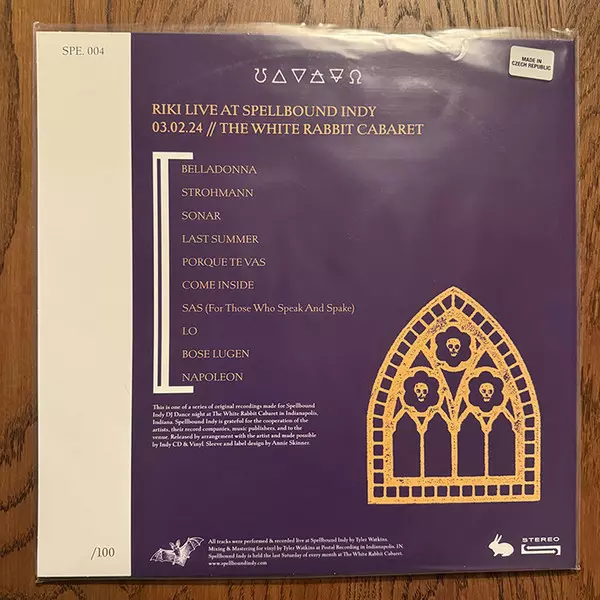 SPE. 004
MADE IN
CZECH REPUBLIC
RIKI LIVE AT SPELLBOUND INDY
03.02.24 // THE WHITE RABBIT CABARET
BELLADONNA
STROHMANN
SONAR
LAST SUMMER
PORQUE TE VAS
COME INSIDE
SAS (For Those Who Speak And Spake)
LO
BOSE LUGEN
NAPOLEON
This is one of a series of original recordings made for Spellbound
Indy DJ Dance night at The White Rabbit Cabaret in Indianapolis,
Indiana. Spellbound Indy is grateful for the cooperation of the
artists, their record companies, music publishers, and to the
venue. Released by arrangement with the artist and made possible
by Indy CD & Vinyl. Sleeve and label design by Annie Skinner.
/100
All tracks were performed & recorded live at Spellbound Indy by Tyler Watkins.
Mixing & Mastering for vinyl by Tyler Watkins at Postal Recording in Indianapolis, IN
Spellbound Indy is held the last Saturday of every month at The White Rabbit Cabaret.
www.spellboundindy.com
STEREO